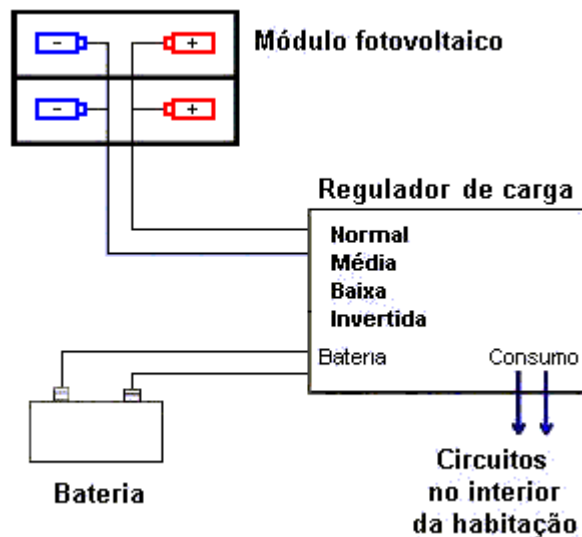 -
+
Módulo fotovoltaico
-
+
Regulador de carga
Normal
Média
Baixa
Invertida
Bateria
Consumo
Bateria
Circuitos
no interior
da habitação